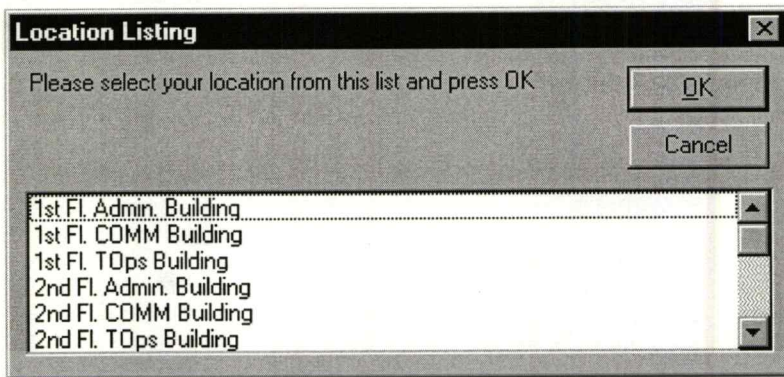 Location Listing
Please select your location from this list and press OK
OK
Cancel
1st Fl. Admin. Building
1st Fl. COMM Building
1st Fl. TOps Building
2nd Fl. Admin. Building
2nd Fl. COMM Building
2nd Fl. TOps Building